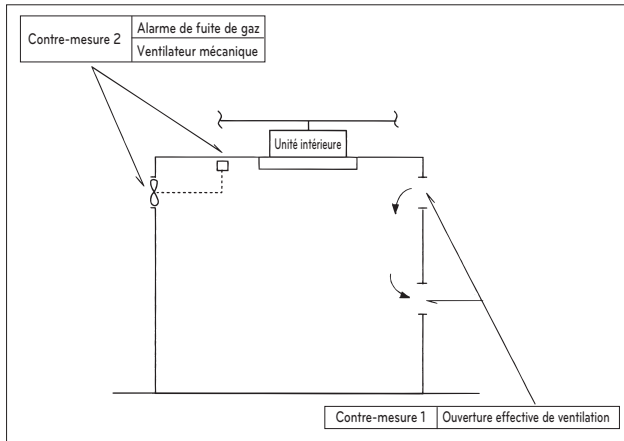 Contre-mesure 2
Alarme de fuite de gaz
Ventilateur mécanique
Unité intérieure
Contre-mesure 1
Ouverture effective de ventilation